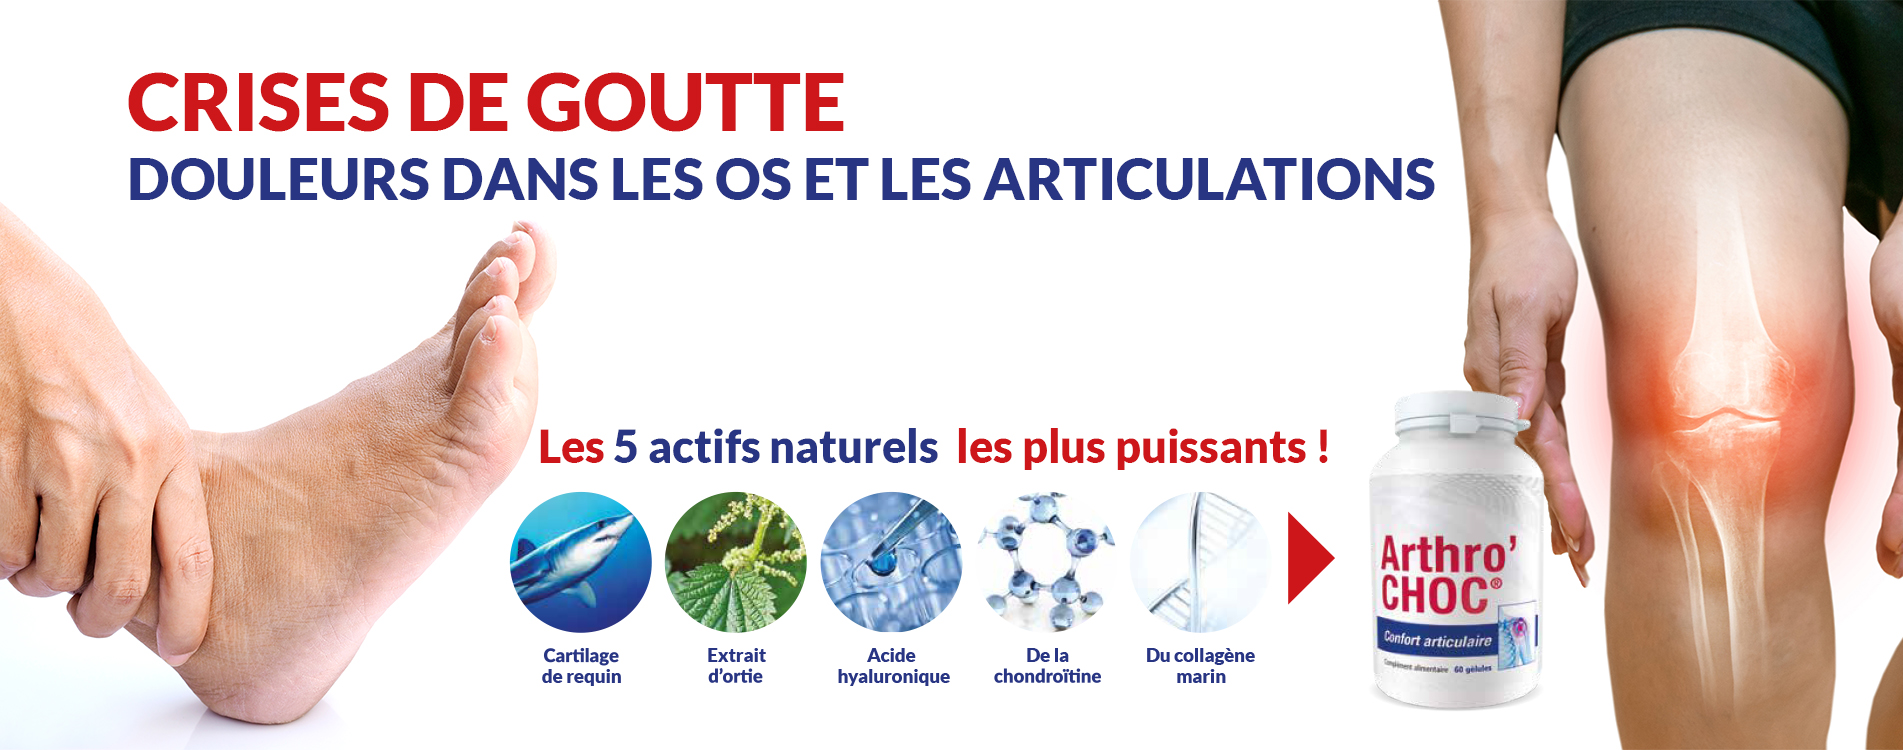 CRISES DE GOUTTE
DOULEURS DANS LES OS ET LES ARTICULATIONS
Les 5 actifs naturels les plus puissants !
Cartilage
de requin
Extrait
d'ortie
Acide
hyaluronique
De la
chondroïtine
Du collagène
marin
Arthro'
CHOC®
Confort articulaire
Complément alimentaire 60 gélules